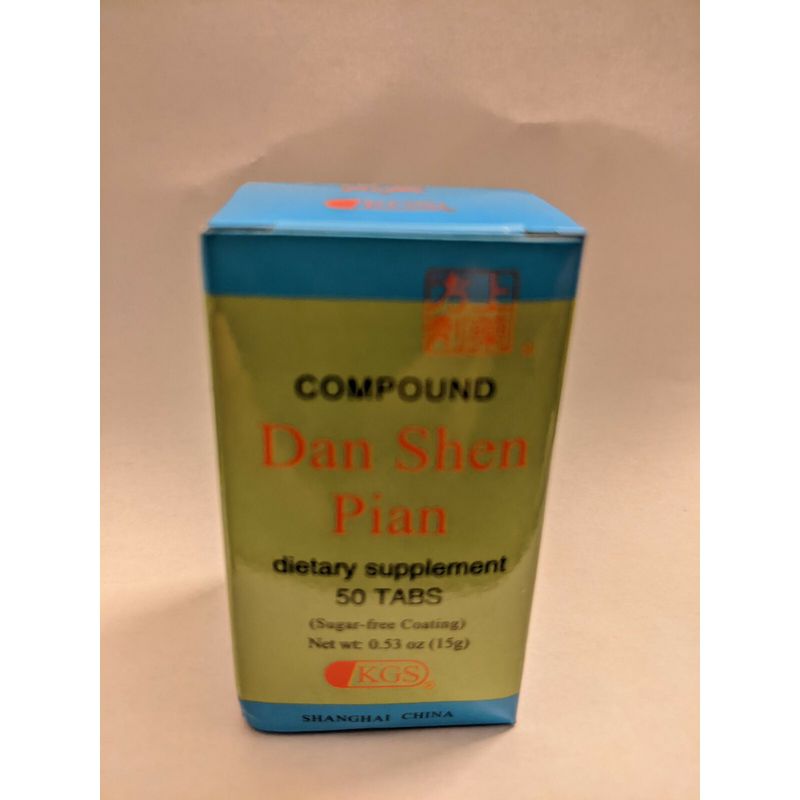 COMPOUND
Dan Shen
Pian
dietary supplement
50 TABS
(Sugar-free Coating)
Net wt: 0.53 oz (15g)
KGS
SHANGHAI CHINA